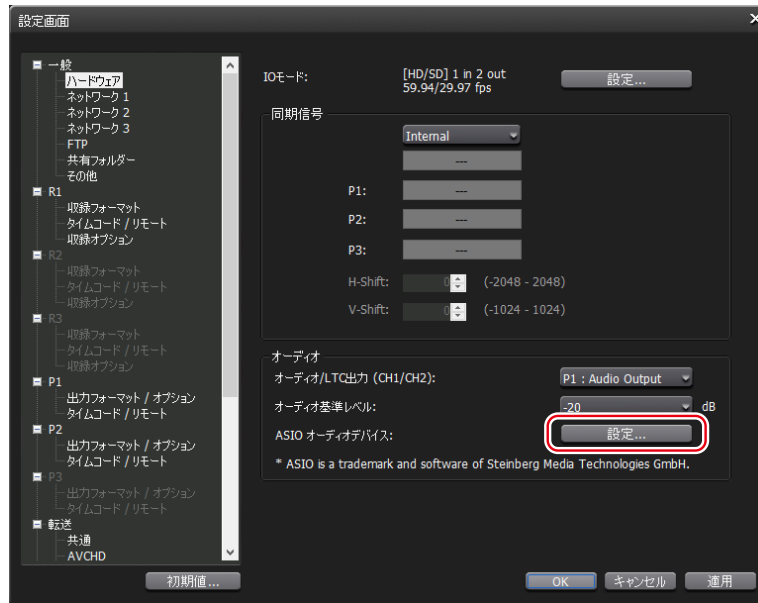 設定画面
一般
ハードウェア
ネットワーク 1
ネットワーク 2
ネットワーク 3
FTP
共有フォルダー
その他
R1
収録フォーマット
タイムコード / リモート
収録オプション
R2
収録フォーマット
タイムコード / リモート
収録オプション
R3
収録フォーマット
タイムコード / リモート
収録オプション
P1
出力フォーマット / オプション
タイムコード / リモート
P2
出力フォーマット / オプション
タイムコード / リモート
P3
出力フォーマット / オプション
タイムコード / リモート
転送
共通
AVCHD
初期値...
IOモード: [HD/SD] 1 in 2 out 設定...
59.94/29.97 fps
同期信号
Internal
---
P1: ---
P2: ---
P3: ---
H-Shift: 0 (-2048 - 2048)
V-Shift: 0 (-1024 - 1024)
オーディオ
オーディオ/LTC出力 (CH1/CH2): P1 : Audio Output
オーディオ基準レベル: -20 dB
ASIO オーディオデバイス: 設定...
* ASIO is a trademark and software of Steinberg Media Technologies GmbH.
OK キャンセル 適用